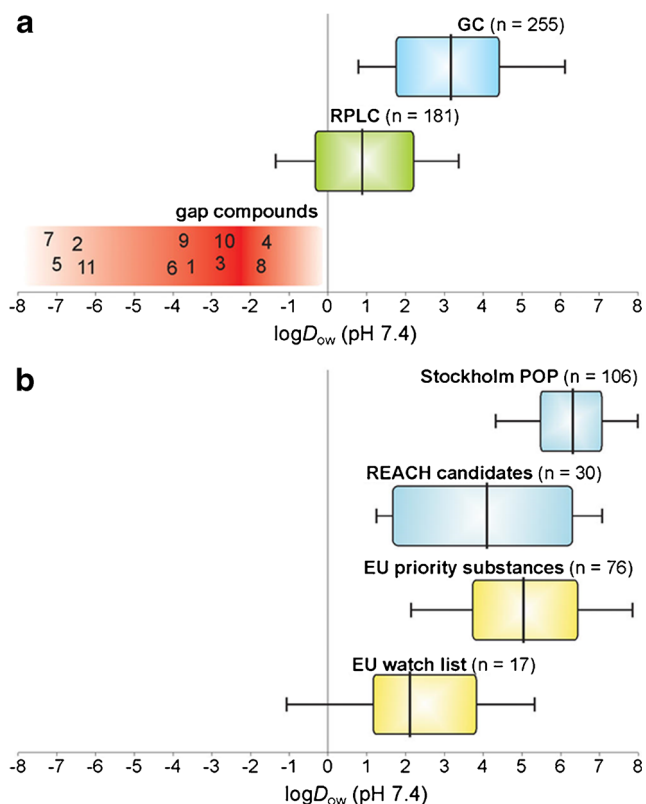 a
GC (n = 255)
RPLC (n = 181)
gap compounds
7 2 9 10 4
5 11 6 1 3 8
-8 -7 -6 -5 -4 -3 -2 -1 0 1 2 3 4 5 6 7 8
logDow (pH 7.4)
b
Stockholm POP (n = 106)
REACH candidates (n = 30)
EU priority substances (n = 76)
EU watch list (n = 17)
-8 -7 -6 -5 -4 -3 -2 -1 0 1 2 3 4 5 6 7 8
logDow (pH 7.4)